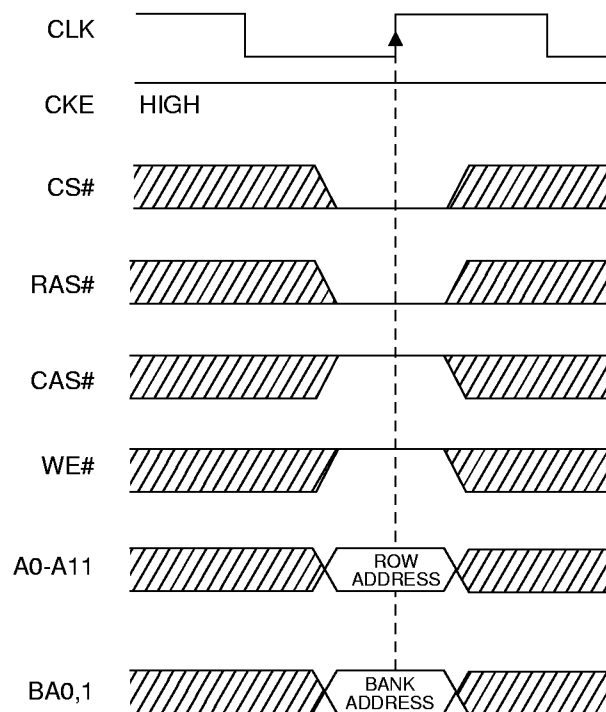 CLK
CKE HIGH
CS#
RAS#
CAS#
WE#
A0-A11 ROW
ADDRESS
BA0,1 BANK
ADDRESS